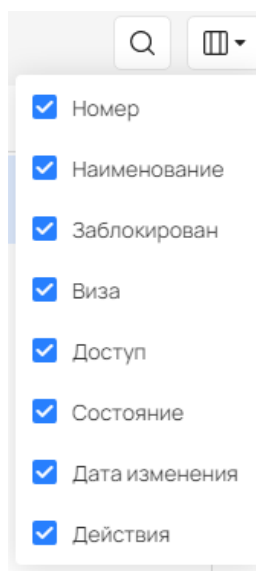 Номер
Наименование
Заблокирован
Виза
Доступ
Состояние
Дата изменения
Действия